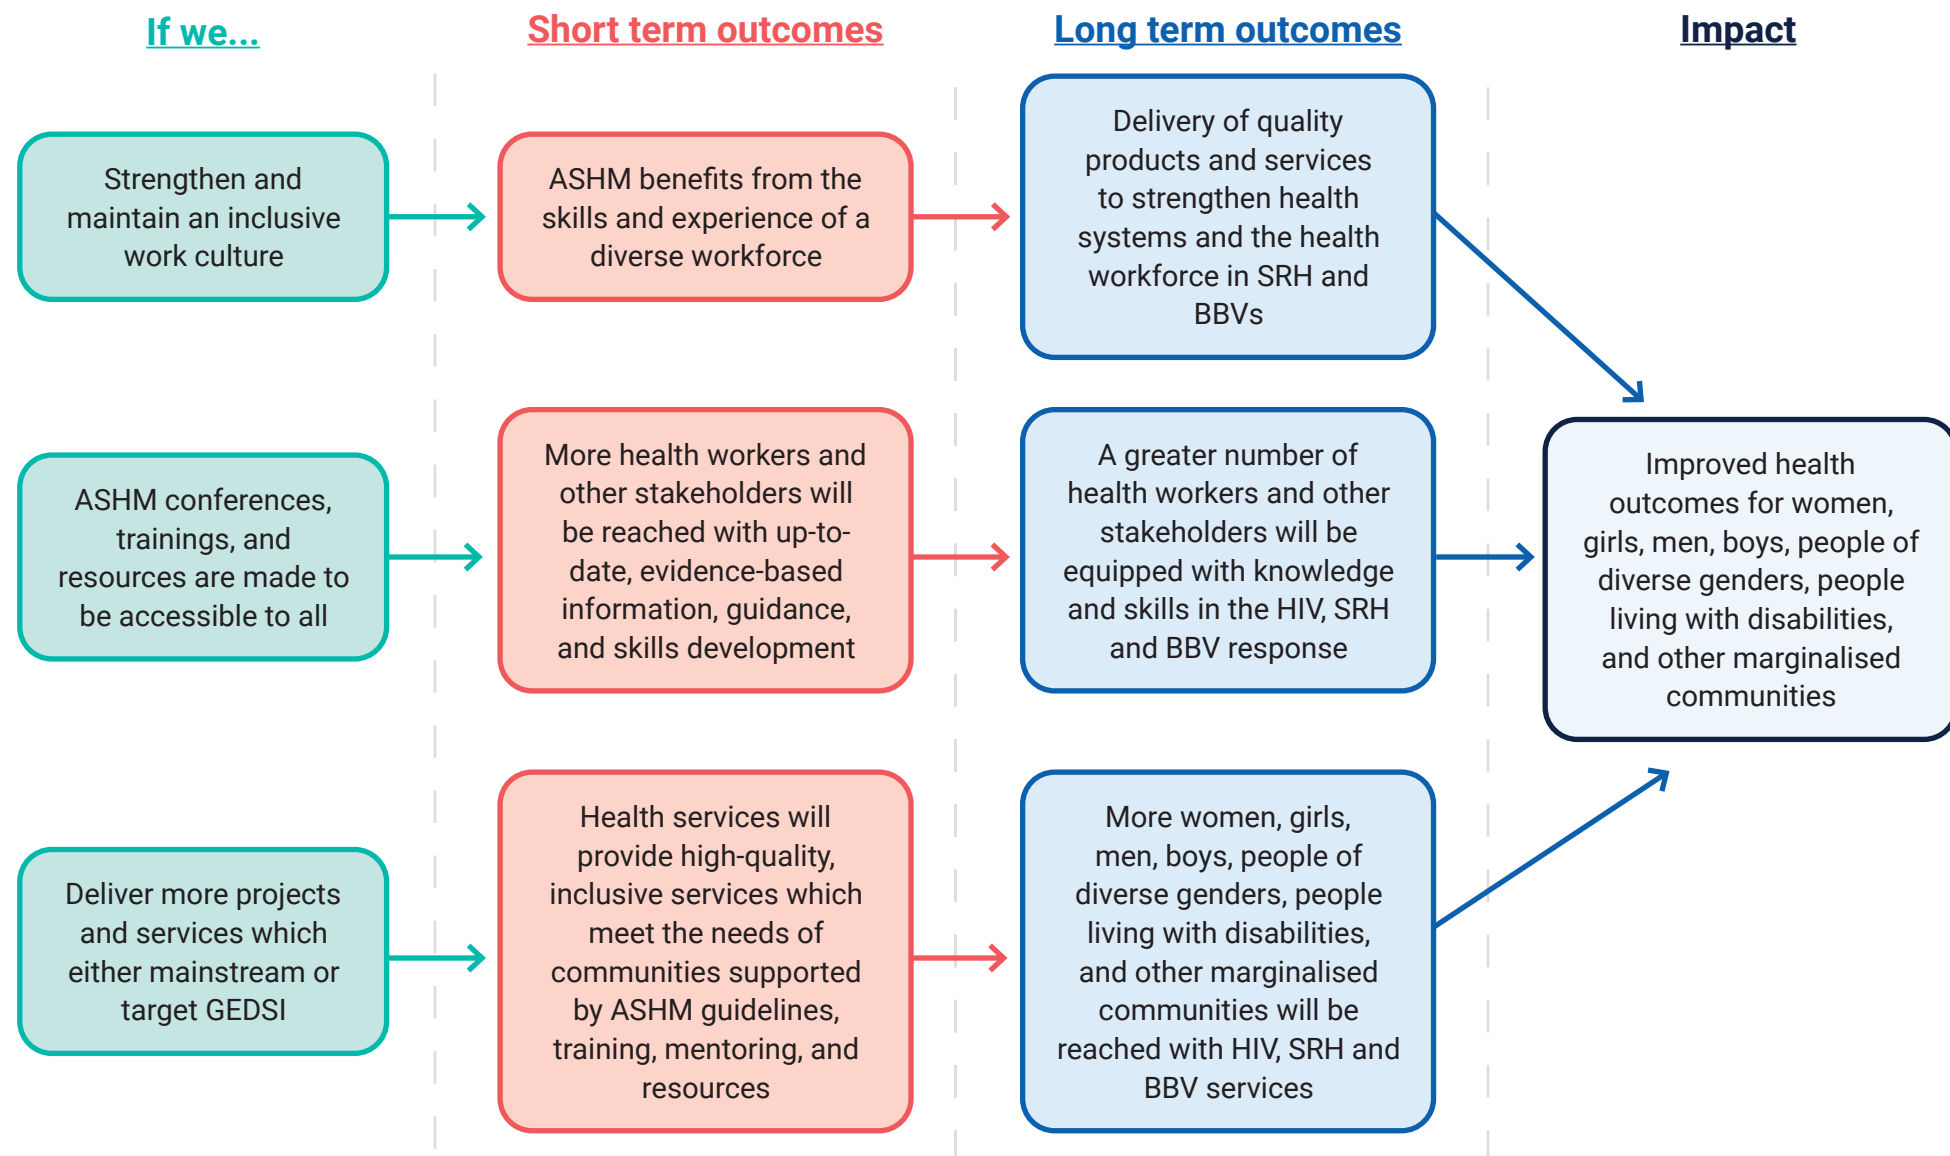 If we...
Short term outcomes
Long term outcomes
Impact
Strengthen and
maintain an inclusive
work culture
ASHM benefits from the
skills and experience of a
diverse workforce
Delivery of quality
products and services
to strengthen health
systems and the health
workforce in SRH and
BBVs
ASHM conferences,
trainings, and
resources are made to
be accessible to all
More health workers and
other stakeholders will
be reached with up-to-
date, evidence-based
information, guidance,
and skills development
A greater number of
health workers and other
stakeholders will be
equipped with knowledge
and skills in the HIV, SRH
and BBV response
Improved health
outcomes for women,
girls, men, boys, people of
diverse genders, people
living with disabilities,
and other marginalised
communities
Deliver more projects
and services which
either mainstream or
target GEDSI
Health services will
provide high-quality,
inclusive services which
meet the needs of
communities supported
by ASHM guidelines,
training, mentoring, and
resources
More women, girls,
men, boys, people of
diverse genders, people
living with disabilities,
and other marginalised
communities will be
reached with HIV, SRH and
BBV services